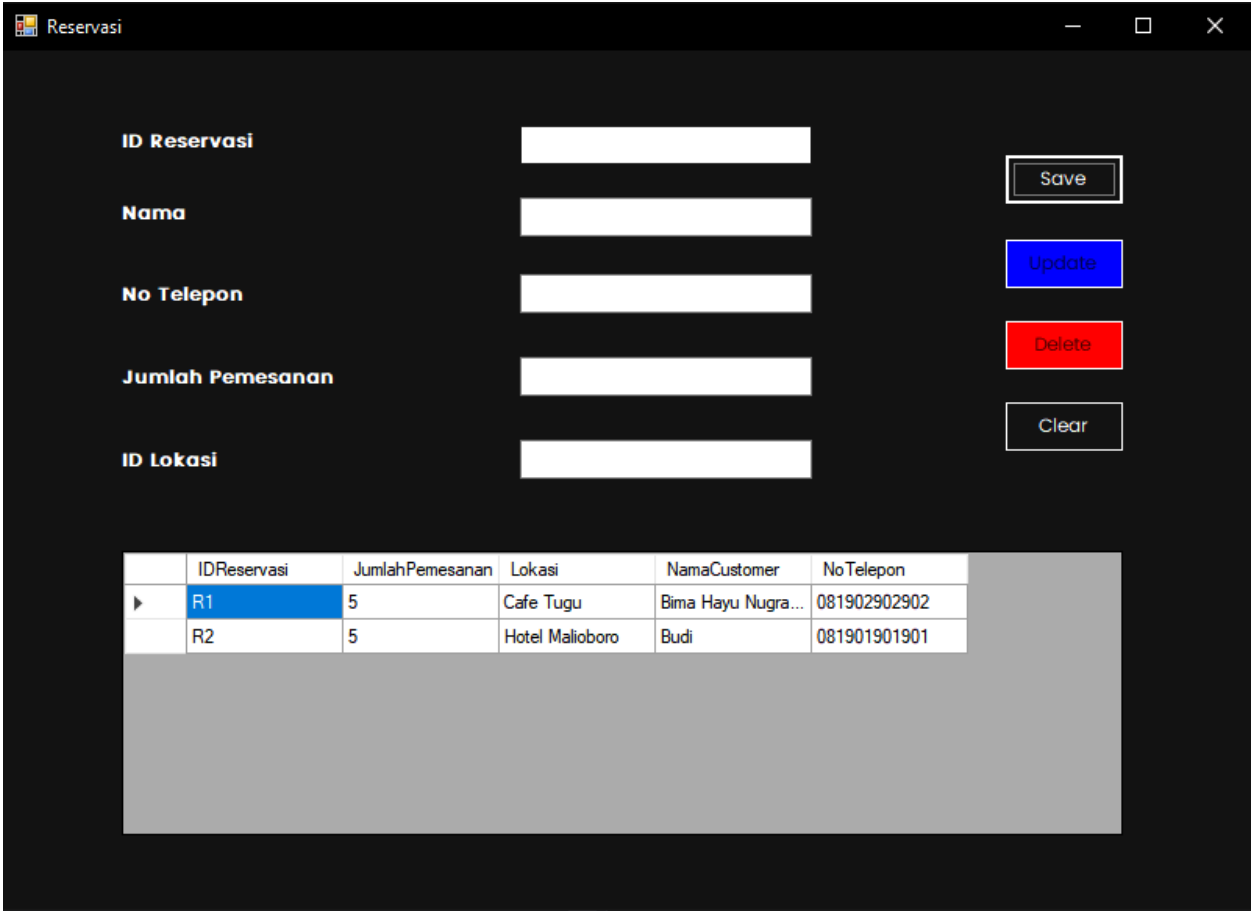 Reservasi
ID Reservasi
Save
Nama
Update
No Telepon
Delete
Jumlah Pemesanan
Clear
ID Lokasi
IDReservasi JumlahPemesanan Lokasi NamaCustomer NoTelepon
R1 5 Cafe Tugu Bima Hayu Nugra... 081902902902
R2 5 Hotel Malioboro Budi 081901901901